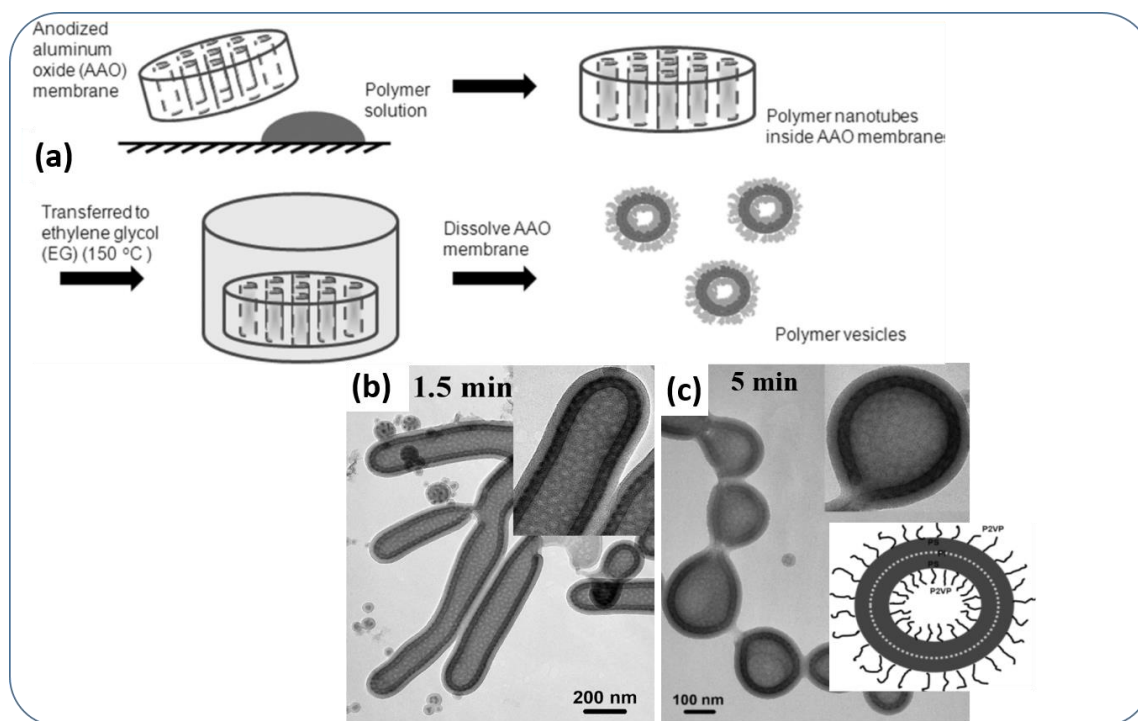 Anodized
aluminum
oxide (AAO)
membrane
Polymer
solution
Polymer nanotubes
inside AAO membranes
(a)
Transferred to
ethylene glycol
(EG) (150 °C )
Dissolve AAO
membrane
Polymer vesicles
(b) 1.5 min
200 nm
(c) 5 min
100 nm
P2VP
PS
PS
P2VP